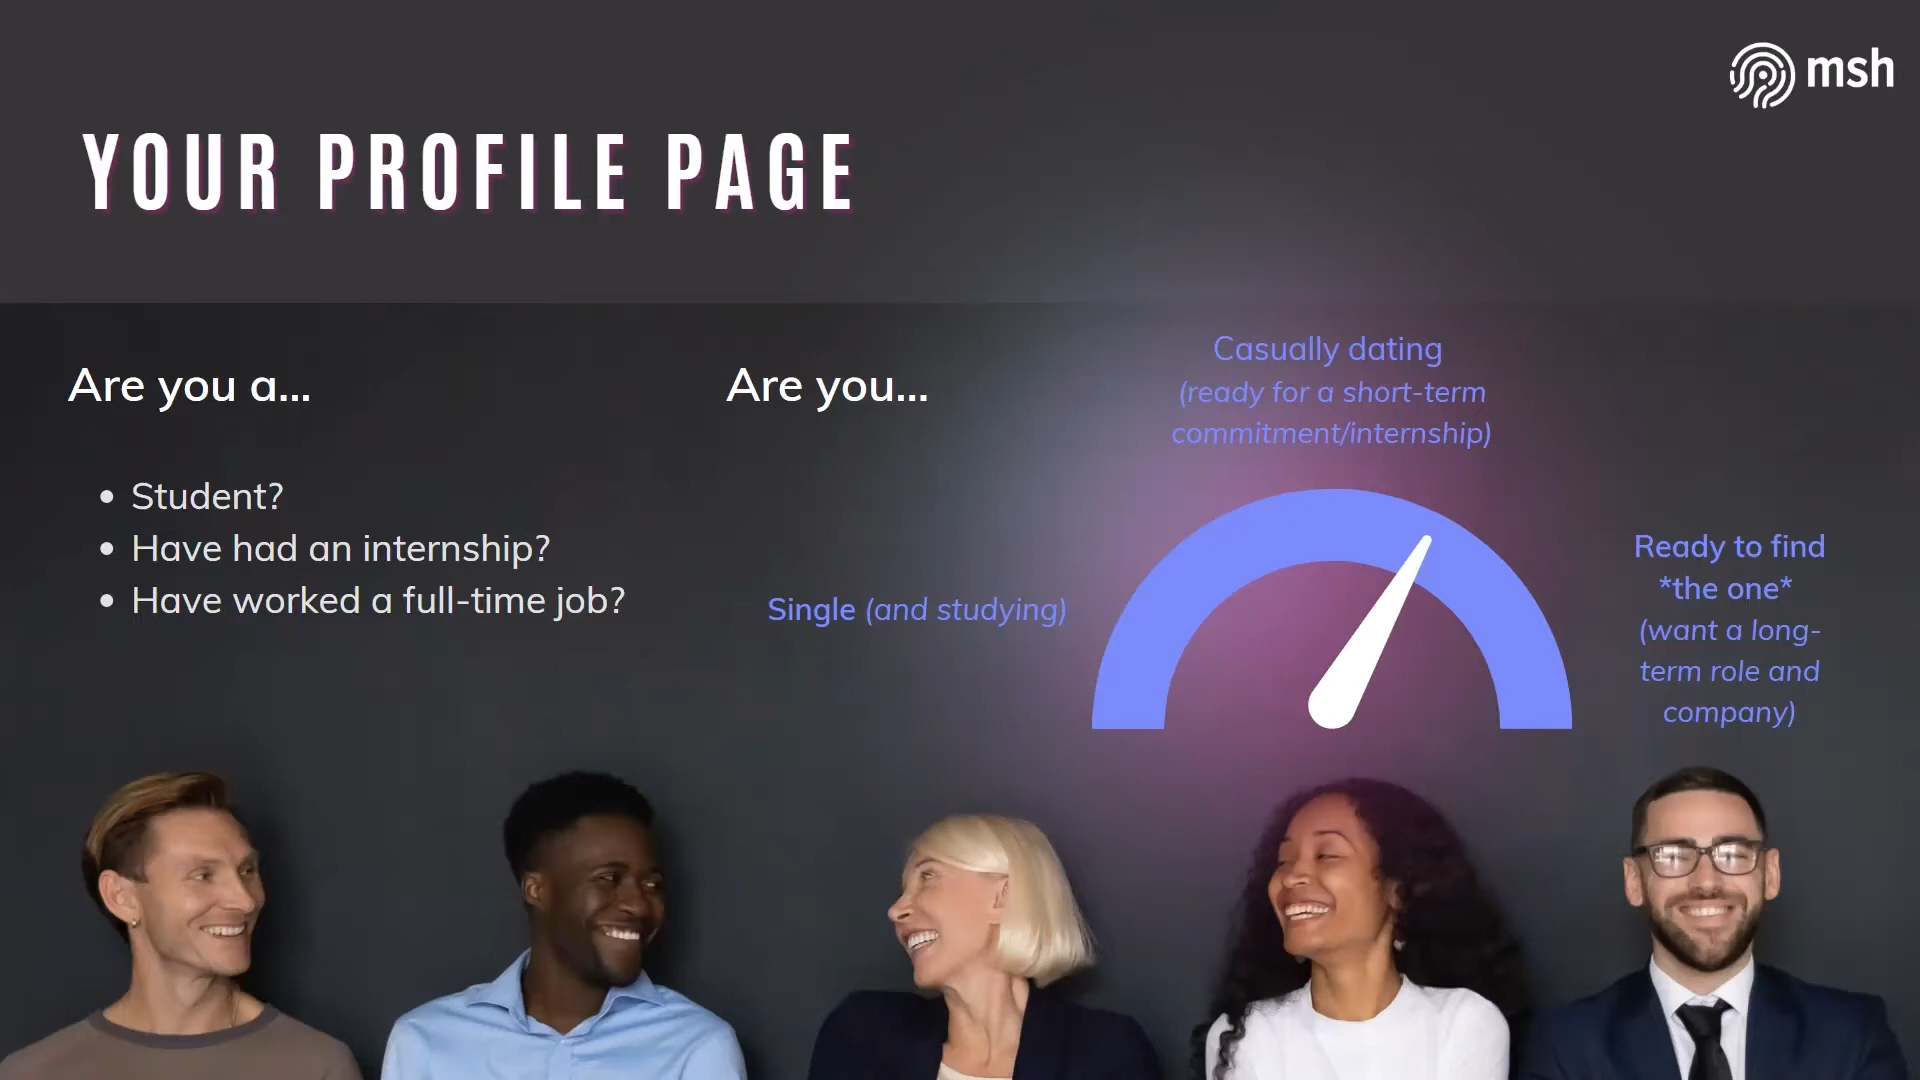 msh
YOUR PROFILE PAGE
Are you a...
Student?
Have had an internship?
Have worked a full-time job?
Are you...
Single (and studying)
Casually dating
(ready for a short-term
commitment/internship)
Ready to find
*the one*
(want a long-
term role and
company)